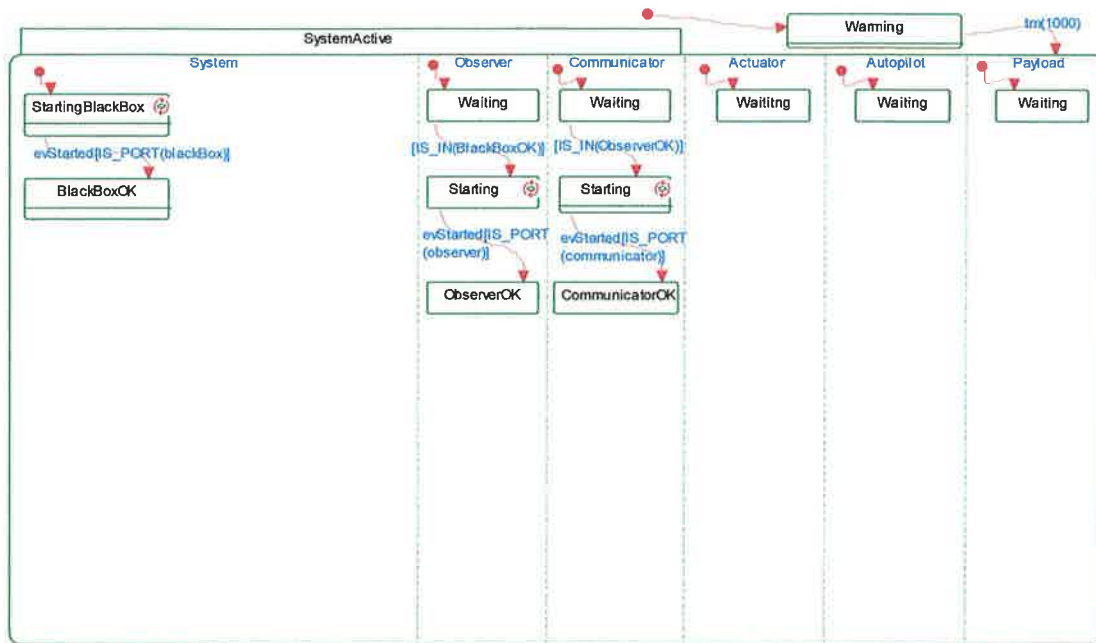 Warming
tm(1000)
SystemActive
System
Observer
Communicator
Actuator
Autopilot
Payload
StartingBlackBox
Waiting
Waiting
Waititng
Waiting
Waiting
evStarted[IS_PORT(blackBox)]
[IS_IN(BlackBoxOK)]
[IS_IN(ObserverOK)]
BlackBoxOK
Starting
Starting
evStarted[IS_PORT
(observer)]
evStarted[IS_PORT
(communicator)]
ObserverOK
CommunicatorOK